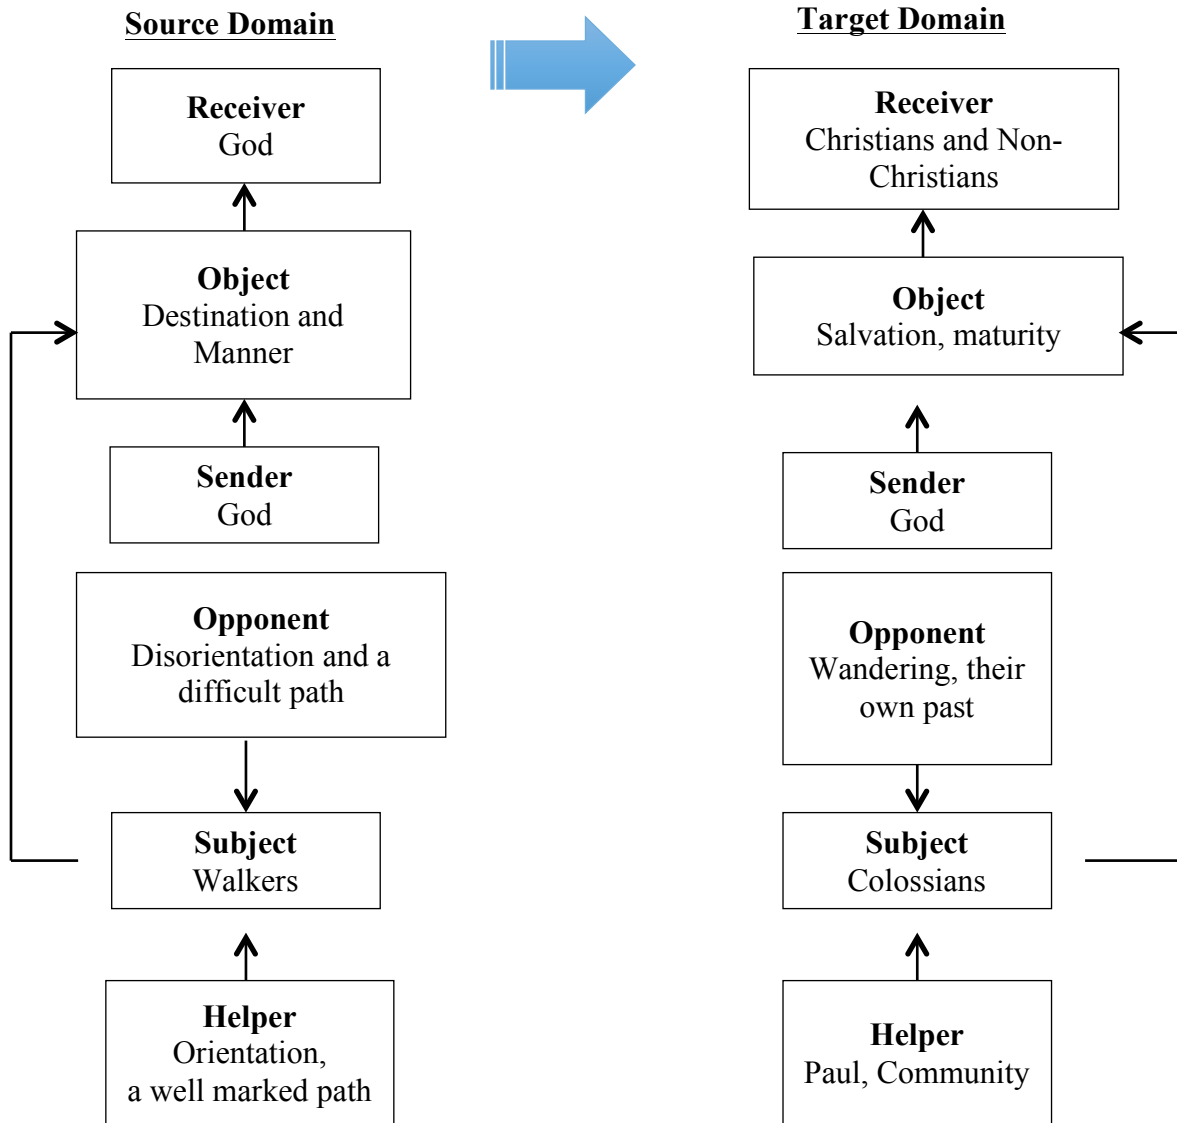 Source Domain
Receiver
God
Object
Destination and
Manner
Sender
God
Opponent
Disorientation and a
difficult path
Subject
Walkers
Helper
Orientation,
a well marked path
Target Domain
Receiver
Christians and Non-
Christians
Object
Salvation, maturity
Sender
God
Opponent
Wandering, their
own past
Subject
Colossians
Helper
Paul, Community